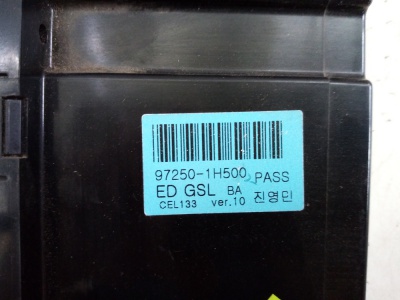 97250-1H500 PASS
ED GSL BA
CEL133 ver.10 진영민